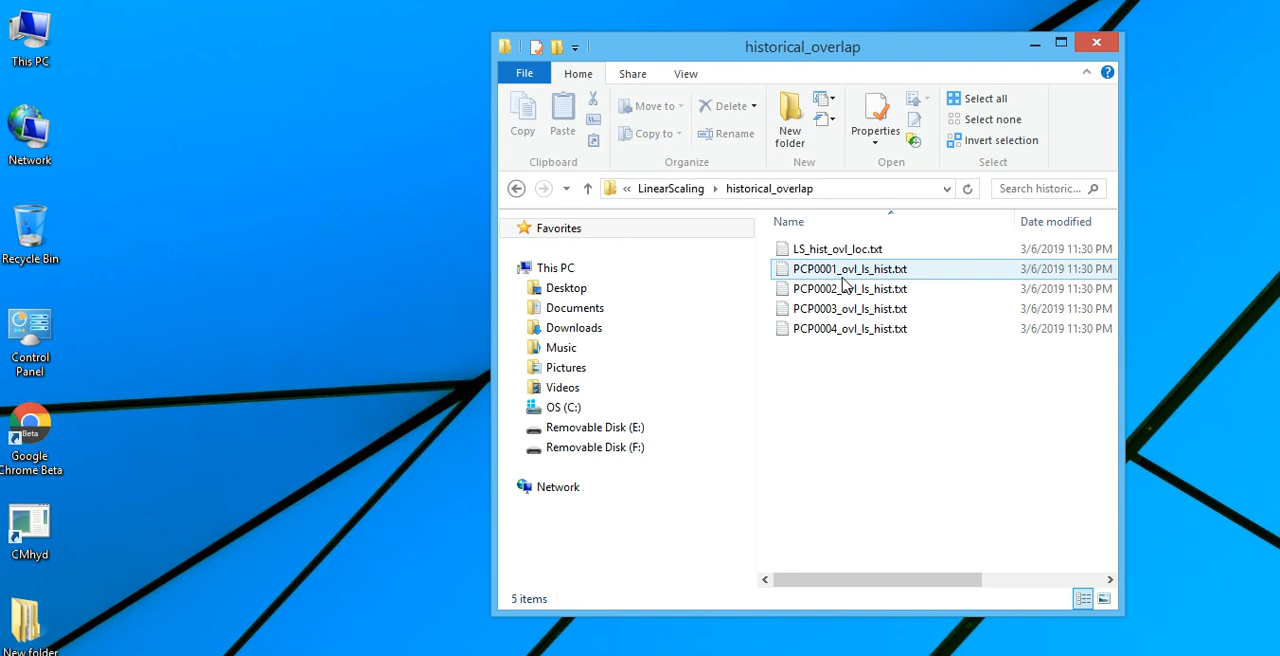 This PC
Network
Recycle Bin
Control
Panel
Beta
Google
Chrome Beta
CMhyd
New folder
historical_overlap
File
Home
Share
View
Copy
Paste
Move to
Copy to
Delete
Rename
New
folder
Properties
Select all
Select none
Invert selection
Clipboard
Organize
New
Open
Select
« LinearScaling
historical_overlap
Search historic...
Favorites
This PC
Desktop
Documents
Downloads
Music
Pictures
Videos
OS (C:)
Removable Disk (E:)
Removable Disk (F:)
Network
Name Date modified
LS_hist_ovl_loc.txt 3/6/2019 11:30 PM
PCP0001_ovl_ls_hist.txt 3/6/2019 11:30 PM
PCP0002_ovl_ls_hist.txt 3/6/2019 11:30 PM
PCP0003_ovl_ls_hist.txt 3/6/2019 11:30 PM
PCP0004_ovl_ls_hist.txt 3/6/2019 11:30 PM
5 items